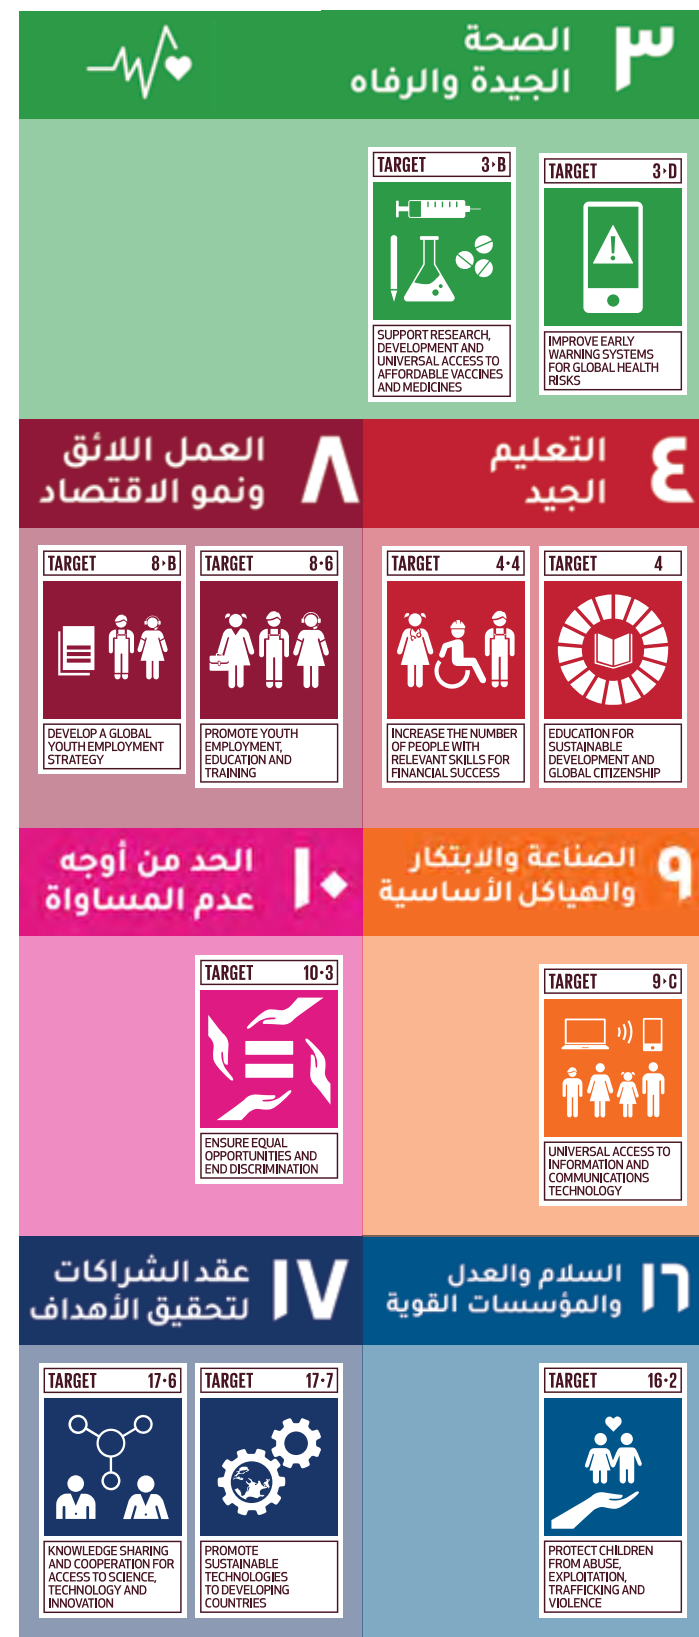 ٣
الصحة
الجيدة والرفاه
TARGET 3·D
IMPROVE EARLY
WARNING SYSTEMS
FOR GLOBAL HEALTH
RISKS
TARGET 3·B
SUPPORT RESEARCH,
DEVELOPMENT AND
UNIVERSAL ACCESS TO
AFFORDABLE VACCINES
AND MEDICINES
٤
التعليم
الجيد
TARGET 4
EDUCATION FOR
SUSTAINABLE
DEVELOPMENT AND
GLOBAL CITIZENSHIP
TARGET 4·4
INCREASE THE NUMBER
OF PEOPLE WITH
RELEVANT SKILLS FOR
FINANCIAL SUCCESS
٨
العمل اللائق
ونمو الاقتصاد
TARGET 8·6
PROMOTE YOUTH
EMPLOYMENT,
EDUCATION AND
TRAINING
TARGET 8·B
DEVELOP A GLOBAL
YOUTH EMPLOYMENT
STRATEGY
٩
الصناعة والابتكار
والهياكل الأساسية
TARGET 9·C
UNIVERSAL ACCESS TO
INFORMATION AND
COMMUNICATIONS
TECHNOLOGY
١٠
الحد من أوجه
عدم المساواة
TARGET 10·3
ENSURE EQUAL
OPPORTUNITIES AND
END DISCRIMINATION
١٦
السلام والعدل
والمؤسسات القوية
TARGET 16·2
PROTECT CHILDREN
FROM ABUSE,
EXPLOITATION,
TRAFFICKING AND
VIOLENCE
١٧
عقد الشراكات
لتحقيق الأهداف
TARGET 17·7
PROMOTE
SUSTAINABLE
TECHNOLOGIES
TO DEVELOPING
COUNTRIES
TARGET 17·6
KNOWLEDGE SHARING
AND COOPERATION FOR
ACCESS TO SCIENCE,
TECHNOLOGY AND
INNOVATION